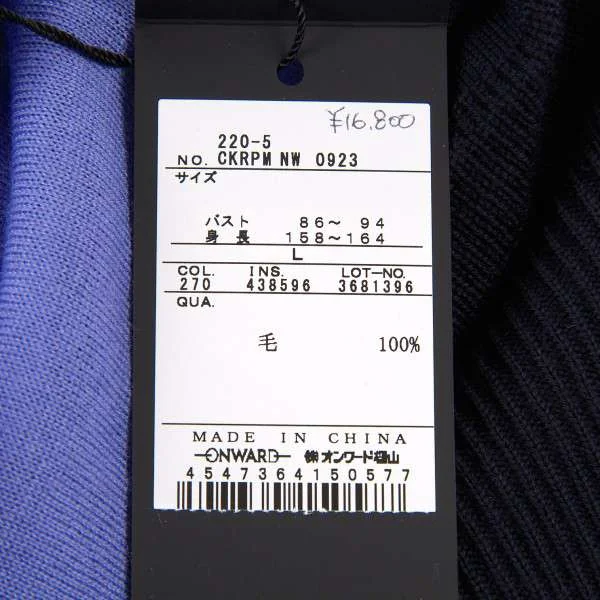 ¥16.800
220-5
NO. CKRPM NW 0923
サイズ
バスト 86～ 94
身長 158～164
L
COL. INS. LOT-NO.
270 438596 3681396
QUA.
毛 100%
MADE IN CHINA
ONWARD ㈱オンワード樫山
4547364150577